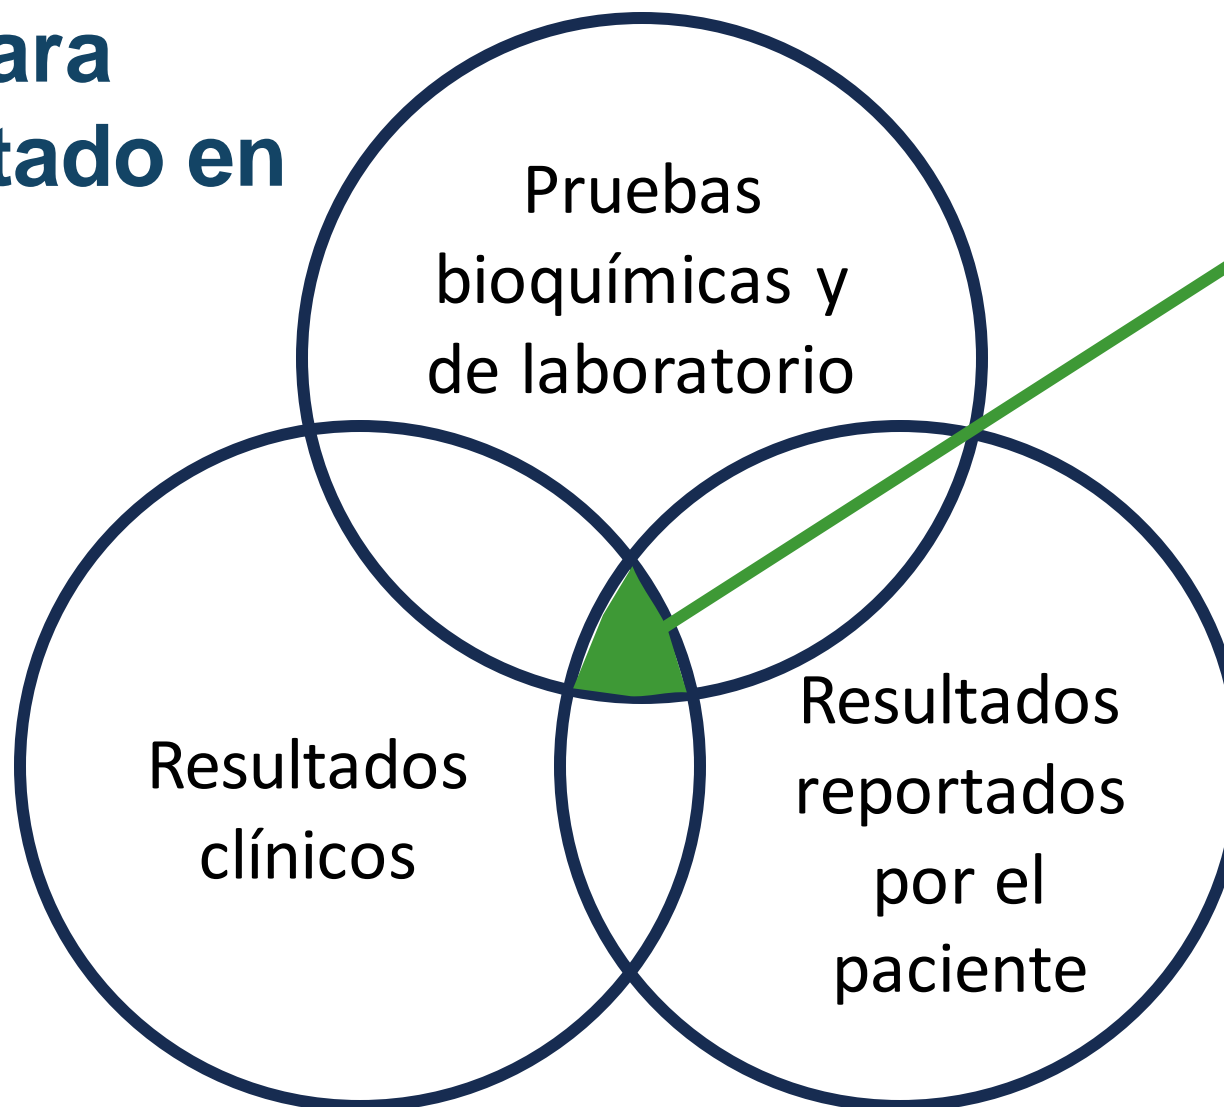 ara
tado en
Pruebas
bioquímicas y
de laboratorio
Resultados
clínicos
Resultados
reportados
por el
paciente